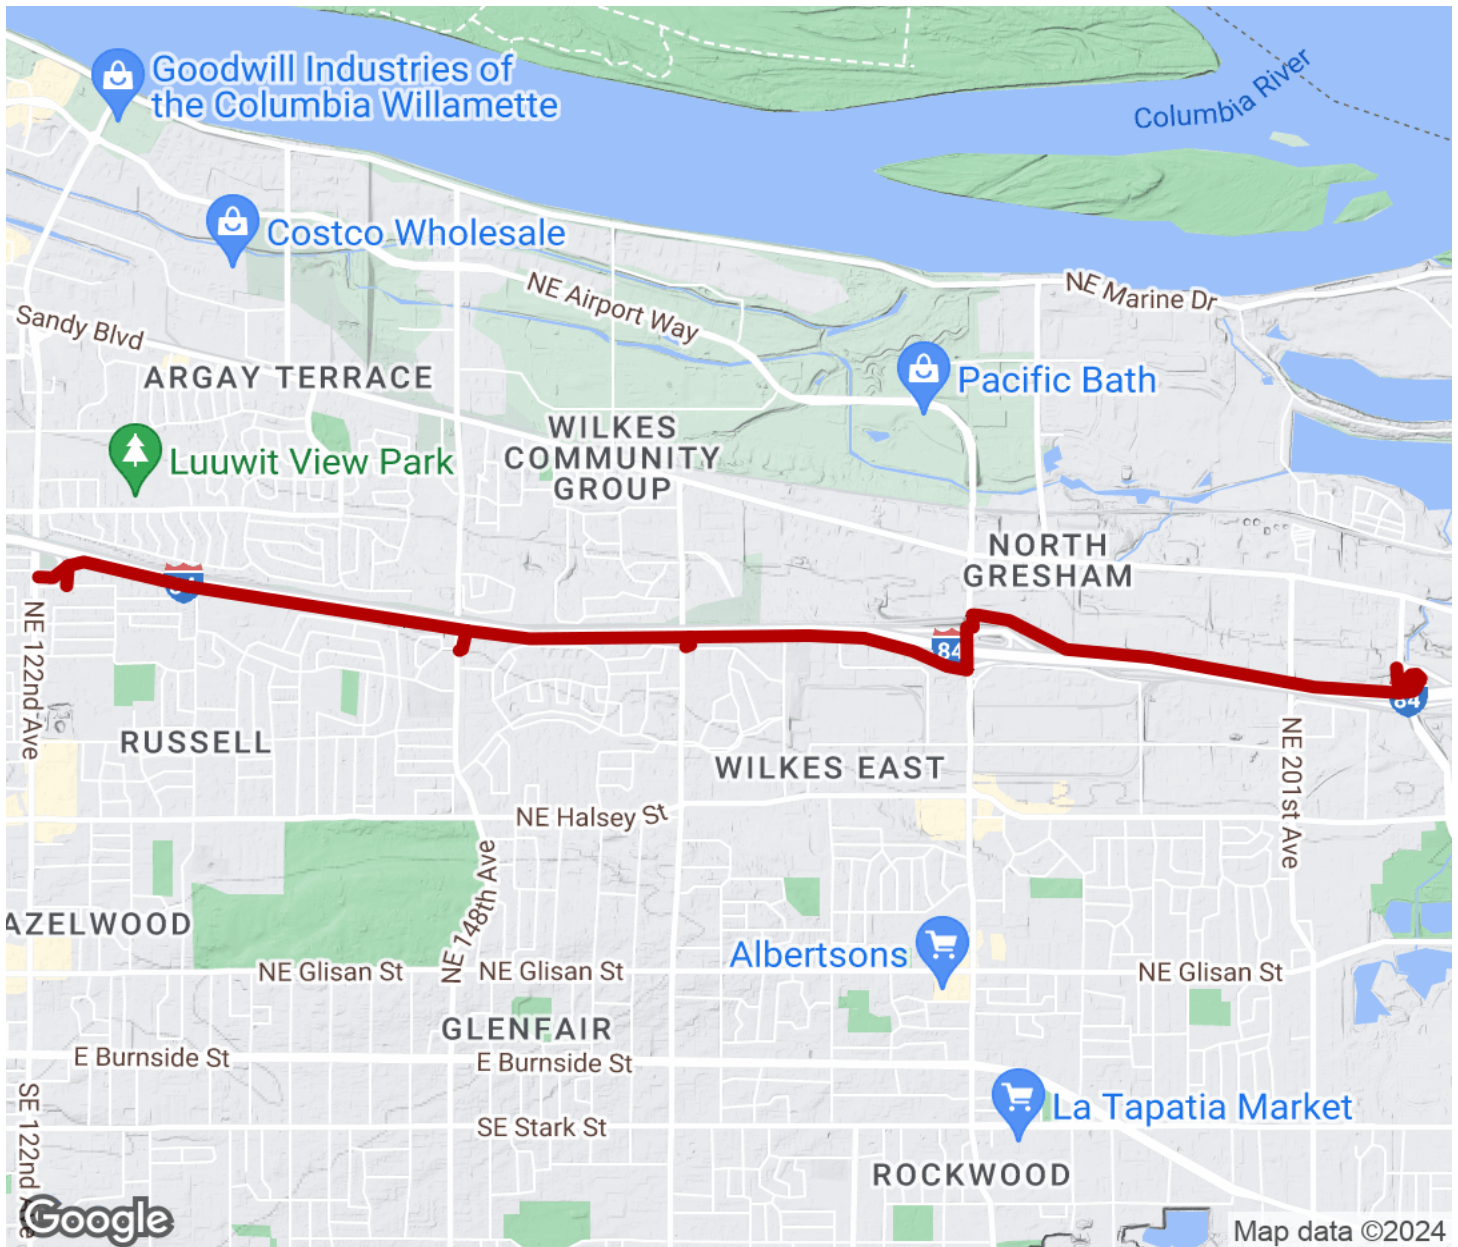 Goodwill Industries of
the Columbia Willamette
Columbia River
Costco Wholesale
NE Airport Way
NE Marine Dr
Sandy Blvd
ARGAY TERRACE
Pacific Bath
WILKES
COMMUNITY
GROUP
Luuwit View Park
NORTH
GRESHAM
84
84
NE 122nd Ave
RUSSELL
WILKES EAST
NE 201st Ave
NE Halsey St
NE 148th Ave
AZELWOOD
Albertsons
NE Glisan St
NE Glisan St
NE Glisan St
GLENFAIR
E Burnside St
E Burnside St
SE 122nd A
La Tapatia Market
SE Stark St
ROCKWOOD
Google
Map data ©2024